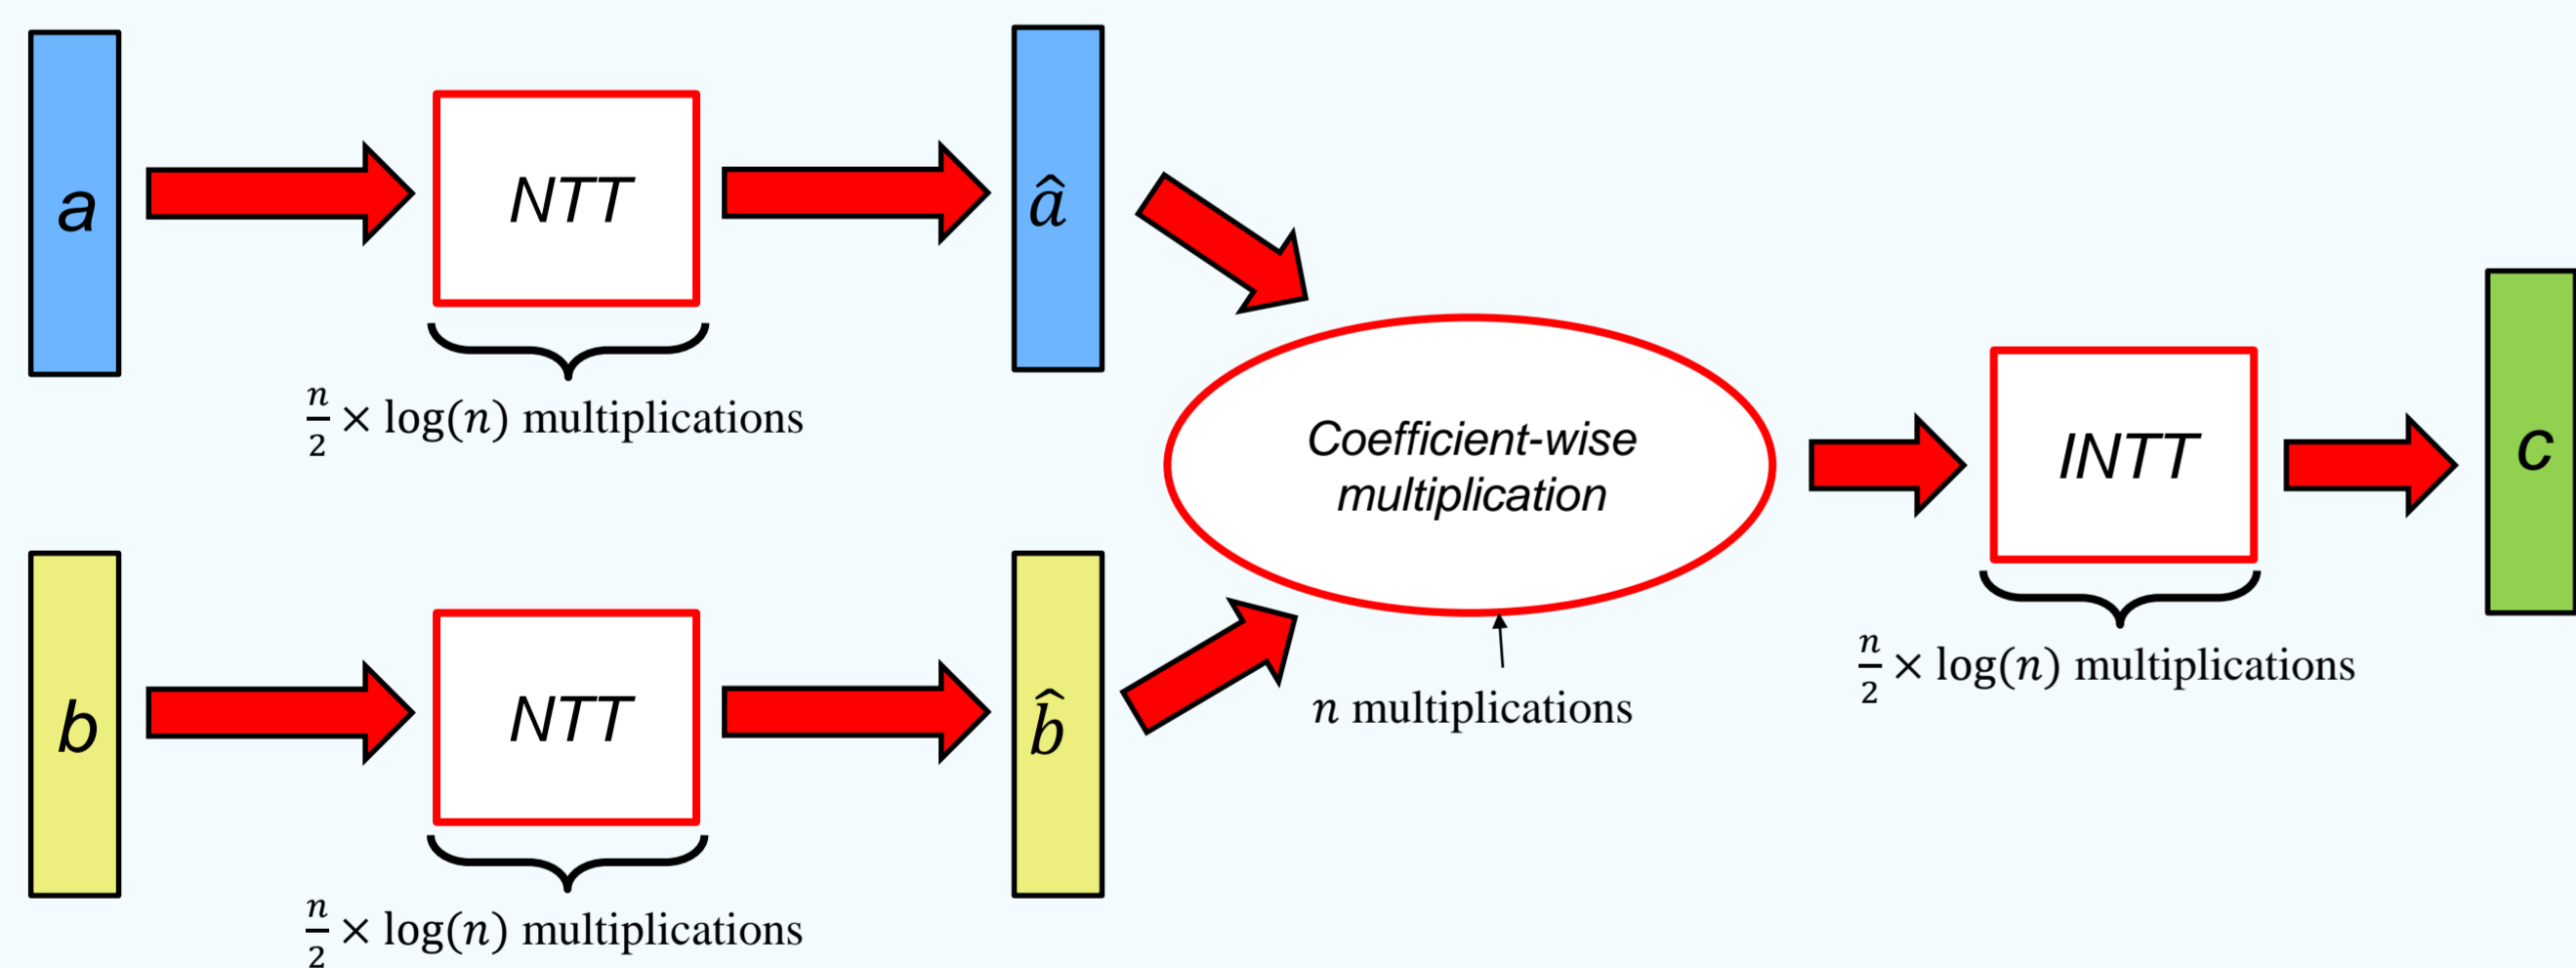 a
NTT
â
n/2 × log(n) multiplications
b
NTT
b̂
n/2 × log(n) multiplications
Coefficient-wise
multiplication
n multiplications
INTT
n/2 × log(n) multiplications
c